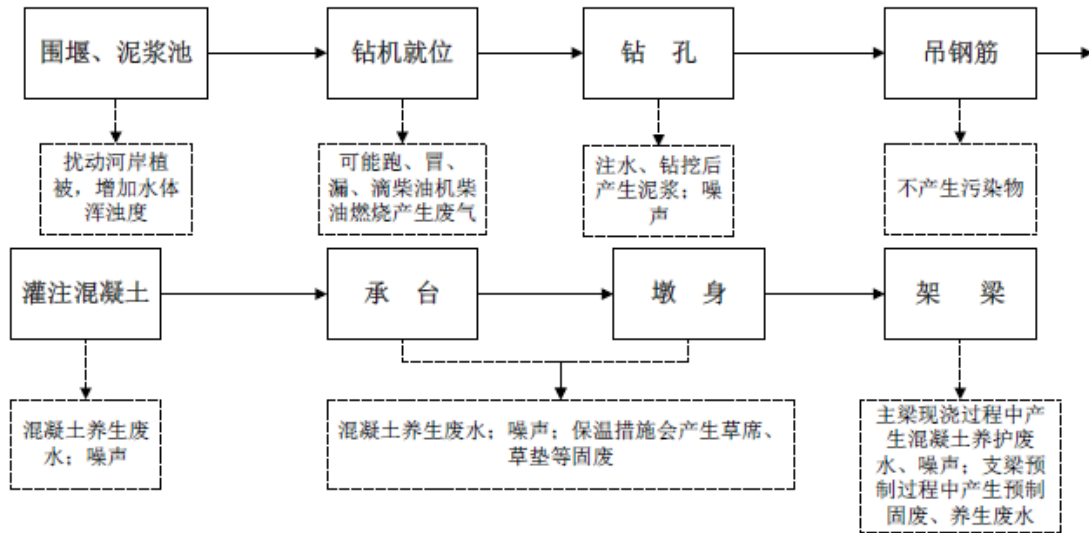 围堰、泥浆池
钻机就位
钻 孔
吊钢筋
扰动河岸植
被，增加水体
浑浊度
可能跑、冒、
漏、滴柴油机柴
油燃烧产生废气
注水、钻挖后
产生泥浆；噪
声
不产生污染物
灌注混凝土
承 台
墩 身
架 梁
混凝土养生废
水；噪声
混凝土养生废水；噪声；保温措施会产生草席、
草垫等固废
主梁现浇过程中产
生混凝土养护废
水、噪声；支梁预
制过程中产生预制
固废、养生废水